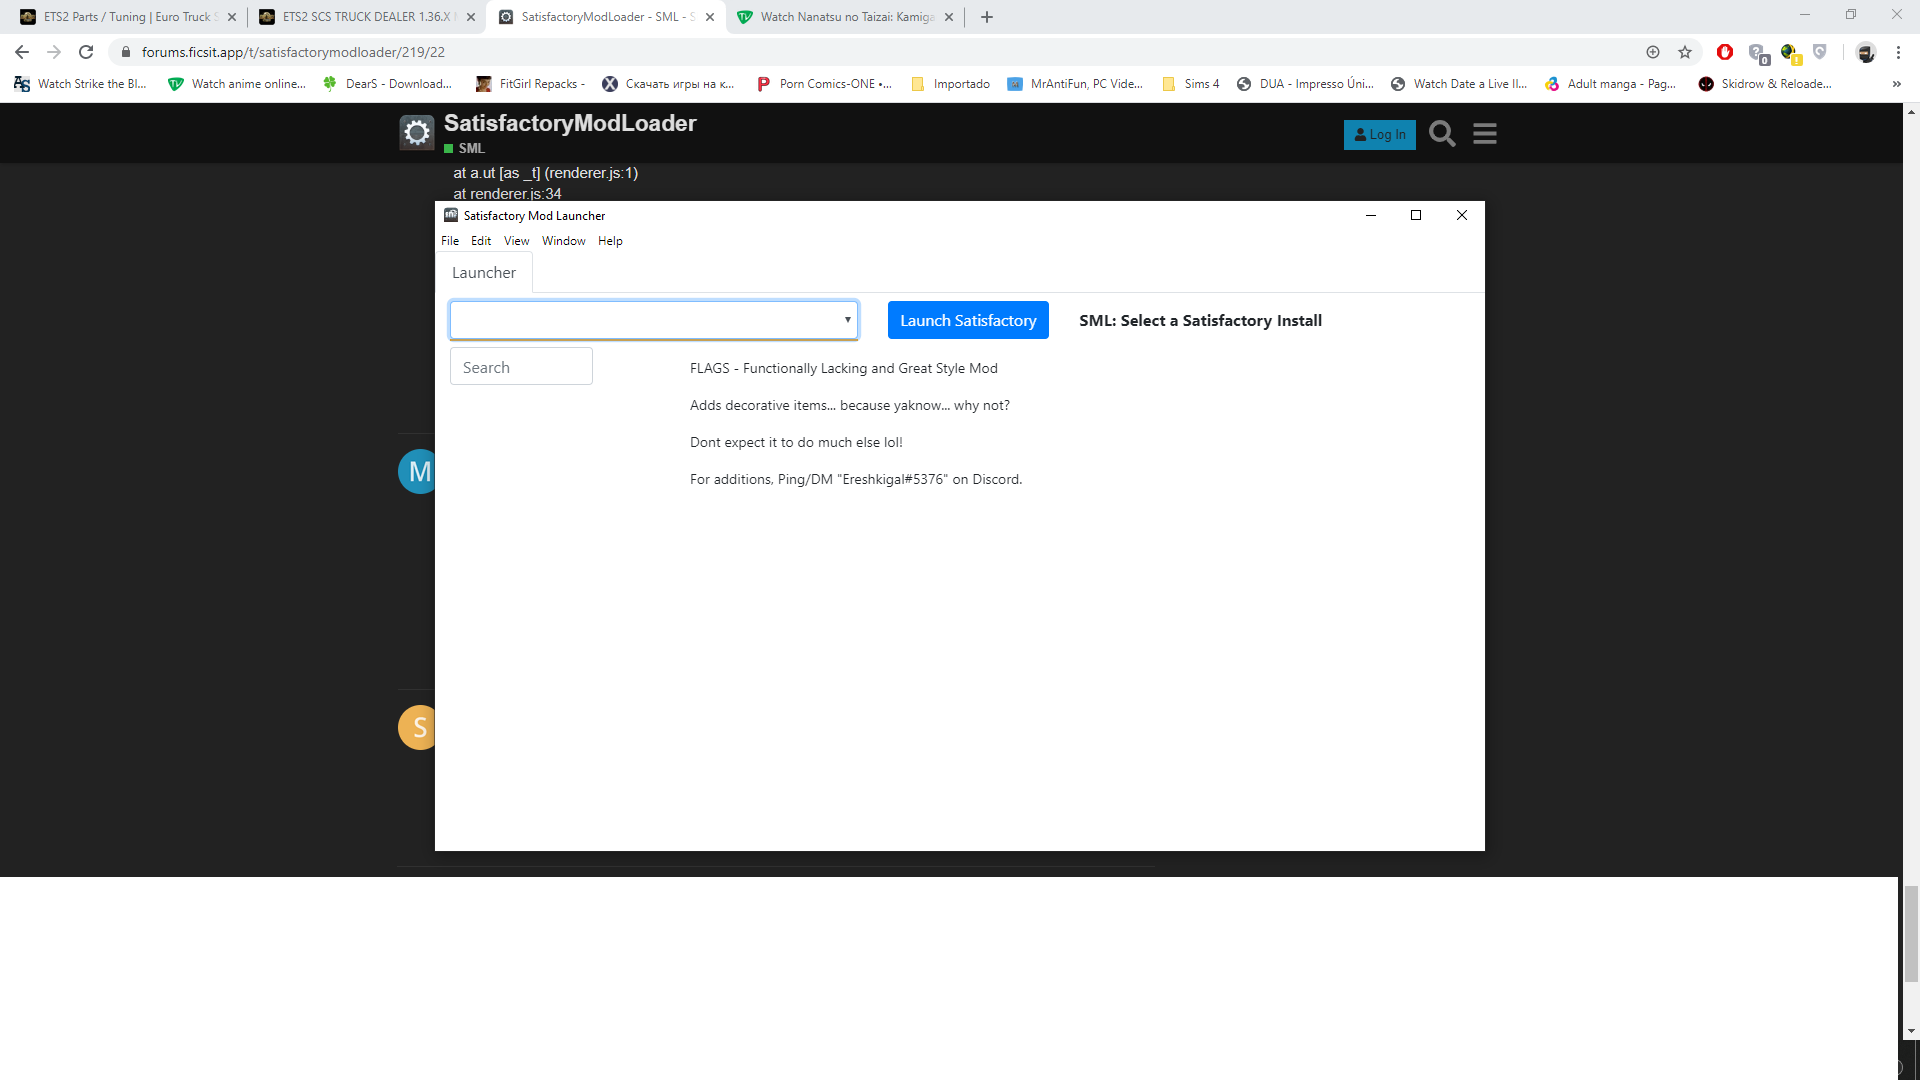 ETS2 Parts / Tuning | Euro Truck S
ETS2 SCS TRUCK DEALER 1.36.X
SatisfactoryModLoader - SML - S
Watch Nanatsu no Taizai: Kamiga
forums.ficsit.app/t/satisfactorymodloader/219/22
Watch Strike the Bl...
Watch anime online...
DearS - Download...
FitGirl Repacks -
Скачать игры на к...
Porn Comics-ONE •...
Importado
MrAntiFun, PC Vide...
Sims 4
DUA - Impresso Úni...
Watch Date a Live II...
Adult manga - Pag...
Skidrow & Reloade...
»
SatisfactoryModLoader
SML
Log In
at a.ut [as _t] (renderer.js:1)
at renderer.js:34
Satisfactory Mod Launcher
File Edit View Window Help
Launcher
Launch Satisfactory
SML: Select a Satisfactory Install
Search
FLAGS - Functionally Lacking and Great Style Mod
Adds decorative items... because yaknow... why not?
Dont expect it to do much else lol!
For additions, Ping/DM "Ereshkigal#5376" on Discord.
M
S